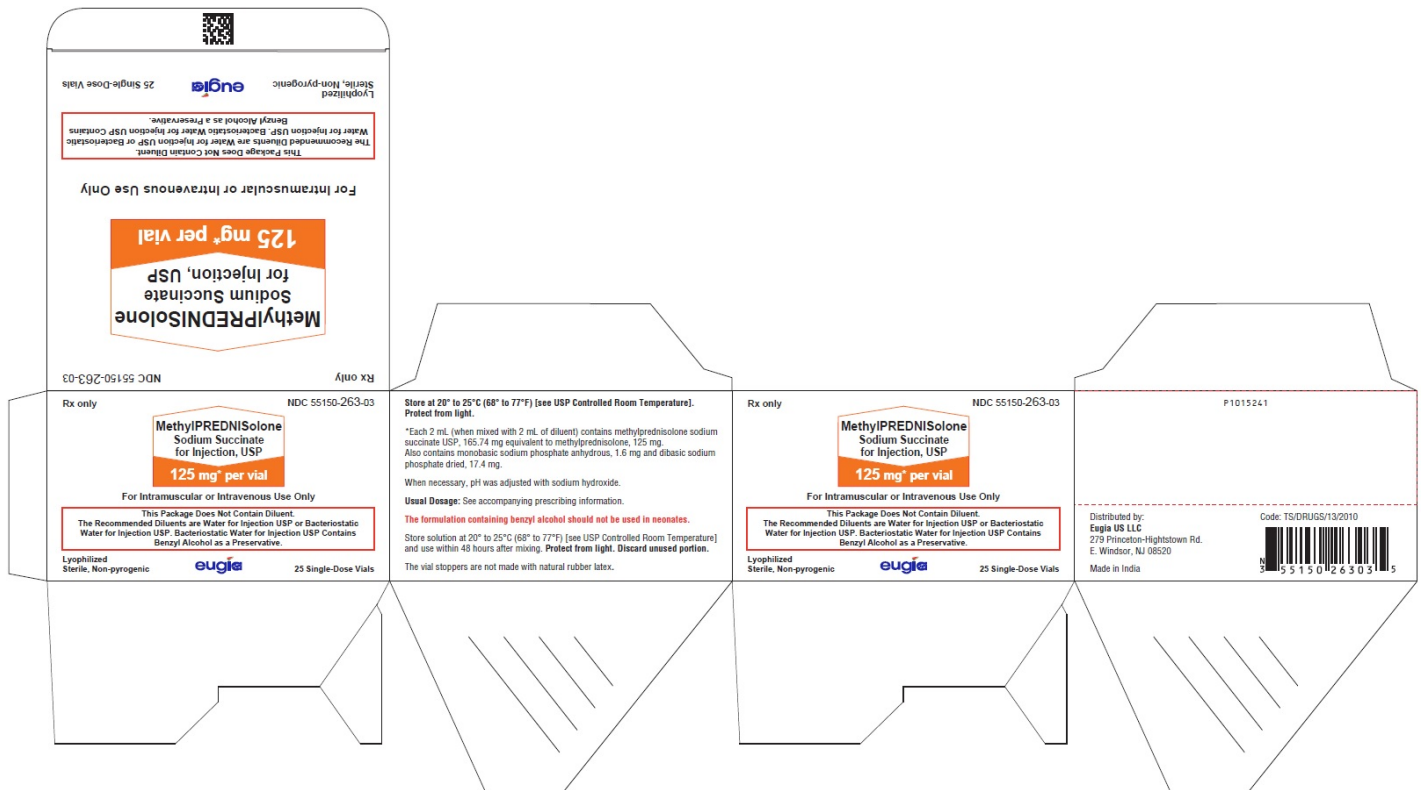 Lyophilized
Sterile, Non-pyrogenic
eugia
25 Single-Dose Vials
This Package Does Not Contain Diluent.
The Recommended Diluents are Water for Injection USP or Bacteriostatic
Water for Injection USP. Bacteriostatic Water for Injection USP Contains
Benzyl Alcohol as a Preservative.
For Intramuscular or Intravenous Use Only
125 mg* per vial
MethylPREDNISolone
Sodium Succinate
for Injection, USP
Rx only
NDC 55150-263-03
Rx only
NDC 55150-263-03
MethylPREDNISolone
Sodium Succinate
for Injection, USP
125 mg* per vial
For Intramuscular or Intravenous Use Only
This Package Does Not Contain Diluent.
The Recommended Diluents are Water for Injection USP or Bacteriostatic
Water for Injection USP. Bacteriostatic Water for Injection USP Contains
Benzyl Alcohol as a Preservative.
Lyophilized
Sterile, Non-pyrogenic
eugia
25 Single-Dose Vials
Store at 20° to 25°C (68° to 77°F) [see USP Controlled Room Temperature].
Protect from light.
*Each 2 mL (when mixed with 2 mL of diluent) contains methylprednisolone sodium
succinate USP, 165.74 mg equivalent to methylprednisolone, 125 mg.
Also contains monobasic sodium phosphate anhydrous, 1.6 mg and dibasic sodium
phosphate dried, 17.4 mg.
When necessary, pH was adjusted with sodium hydroxide.
Usual Dosage: See accompanying prescribing information.
The formulation containing benzyl alcohol should not be used in neonates.
Store solution at 20° to 25°C (68° to 77°F) [see USP Controlled Room Temperature]
and use within 48 hours after mixing. Protect from light. Discard unused portion.
The vial stoppers are not made with natural rubber latex.
Rx only
NDC 55150-263-03
MethylPREDNISolone
Sodium Succinate
for Injection, USP
125 mg* per vial
For Intramuscular or Intravenous Use Only
This Package Does Not Contain Diluent.
The Recommended Diluents are Water for Injection USP or Bacteriostatic
Water for Injection USP. Bacteriostatic Water for Injection USP Contains
Benzyl Alcohol as a Preservative.
Lyophilized
Sterile, Non-pyrogenic
eugia
25 Single-Dose Vials
P1015241
Distributed by:
Eugia US LLC
279 Princeton-Hightstown Rd.
E. Windsor, NJ 08520
Made in India
Code: TS/DRUGS/13/2010
N
3 55150 26303 5